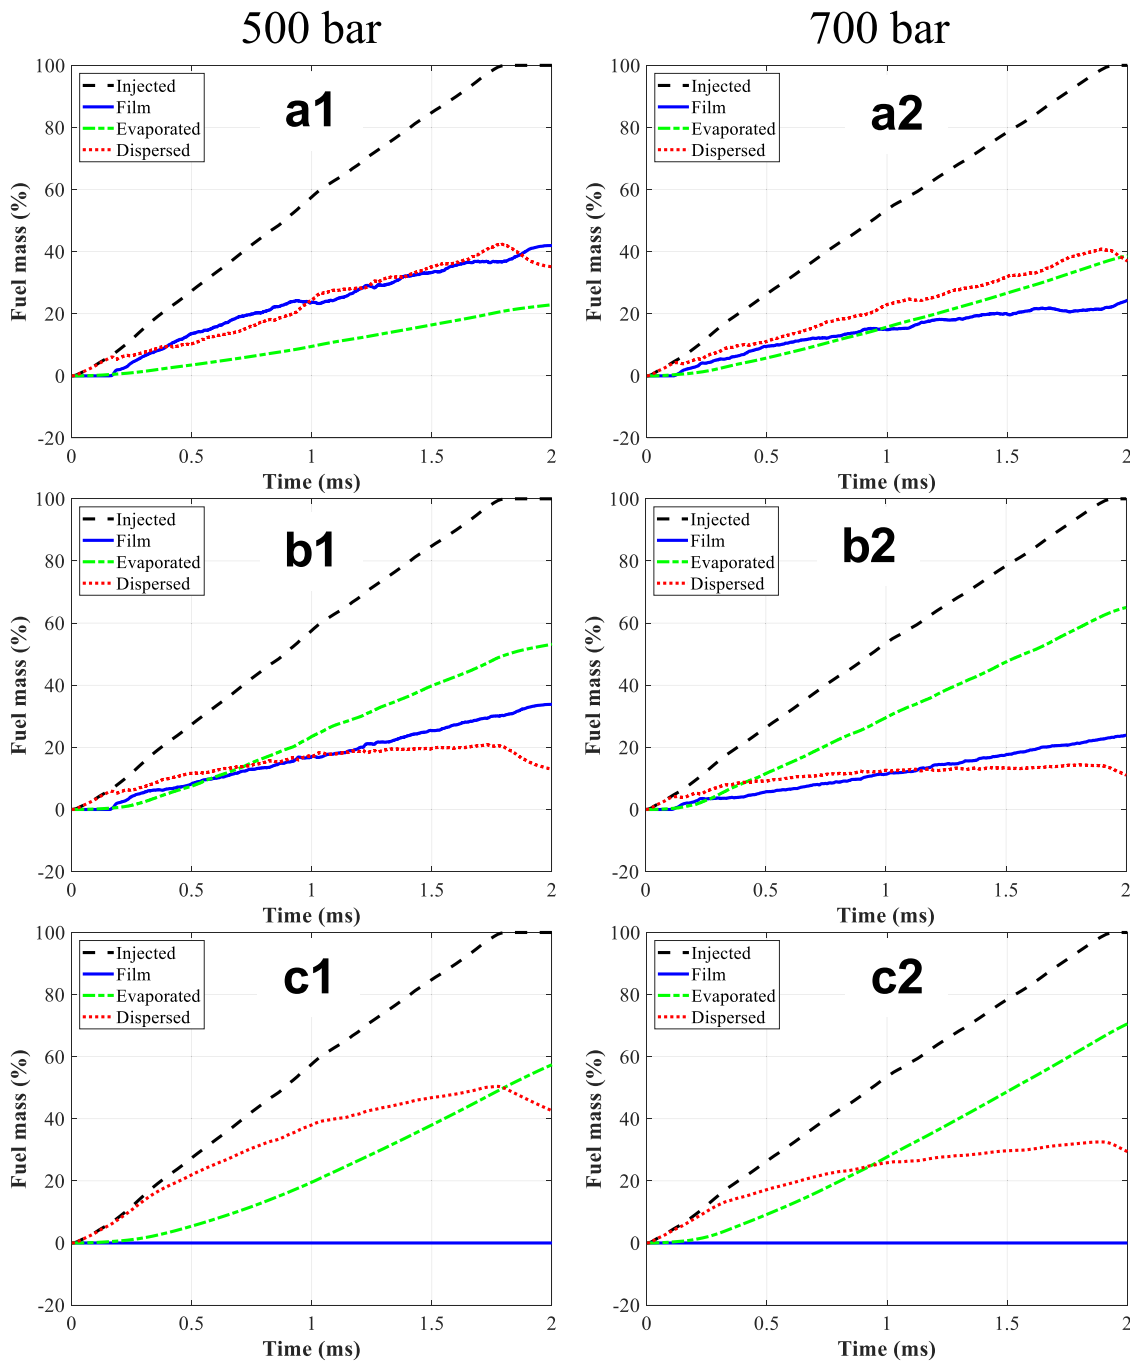 500 bar
700 bar
100
80
60
40
20
0
-20
Fuel mass (%)
Injected
Film
Evaporated
Dispersed
a1
0 0.5 1 1.5 2
Time (ms)
100
80
60
40
20
0
-20
Fuel mass (%)
Injected
Film
Evaporated
Dispersed
a2
0 0.5 1 1.5 2
Time (ms)
100
80
60
40
20
0
-20
Fuel mass (%)
Injected
Film
Evaporated
Dispersed
b1
0 0.5 1 1.5 2
Time (ms)
100
80
60
40
20
0
-20
Fuel mass (%)
Injected
Film
Evaporated
Dispersed
b2
0 0.5 1 1.5 2
Time (ms)
100
80
60
40
20
0
-20
Fuel mass (%)
Injected
Film
Evaporated
Dispersed
c1
0 0.5 1 1.5 2
Time (ms)
100
80
60
40
20
0
-20
Fuel mass (%)
Injected
Film
Evaporated
Dispersed
c2
0 0.5 1 1.5 2
Time (ms)